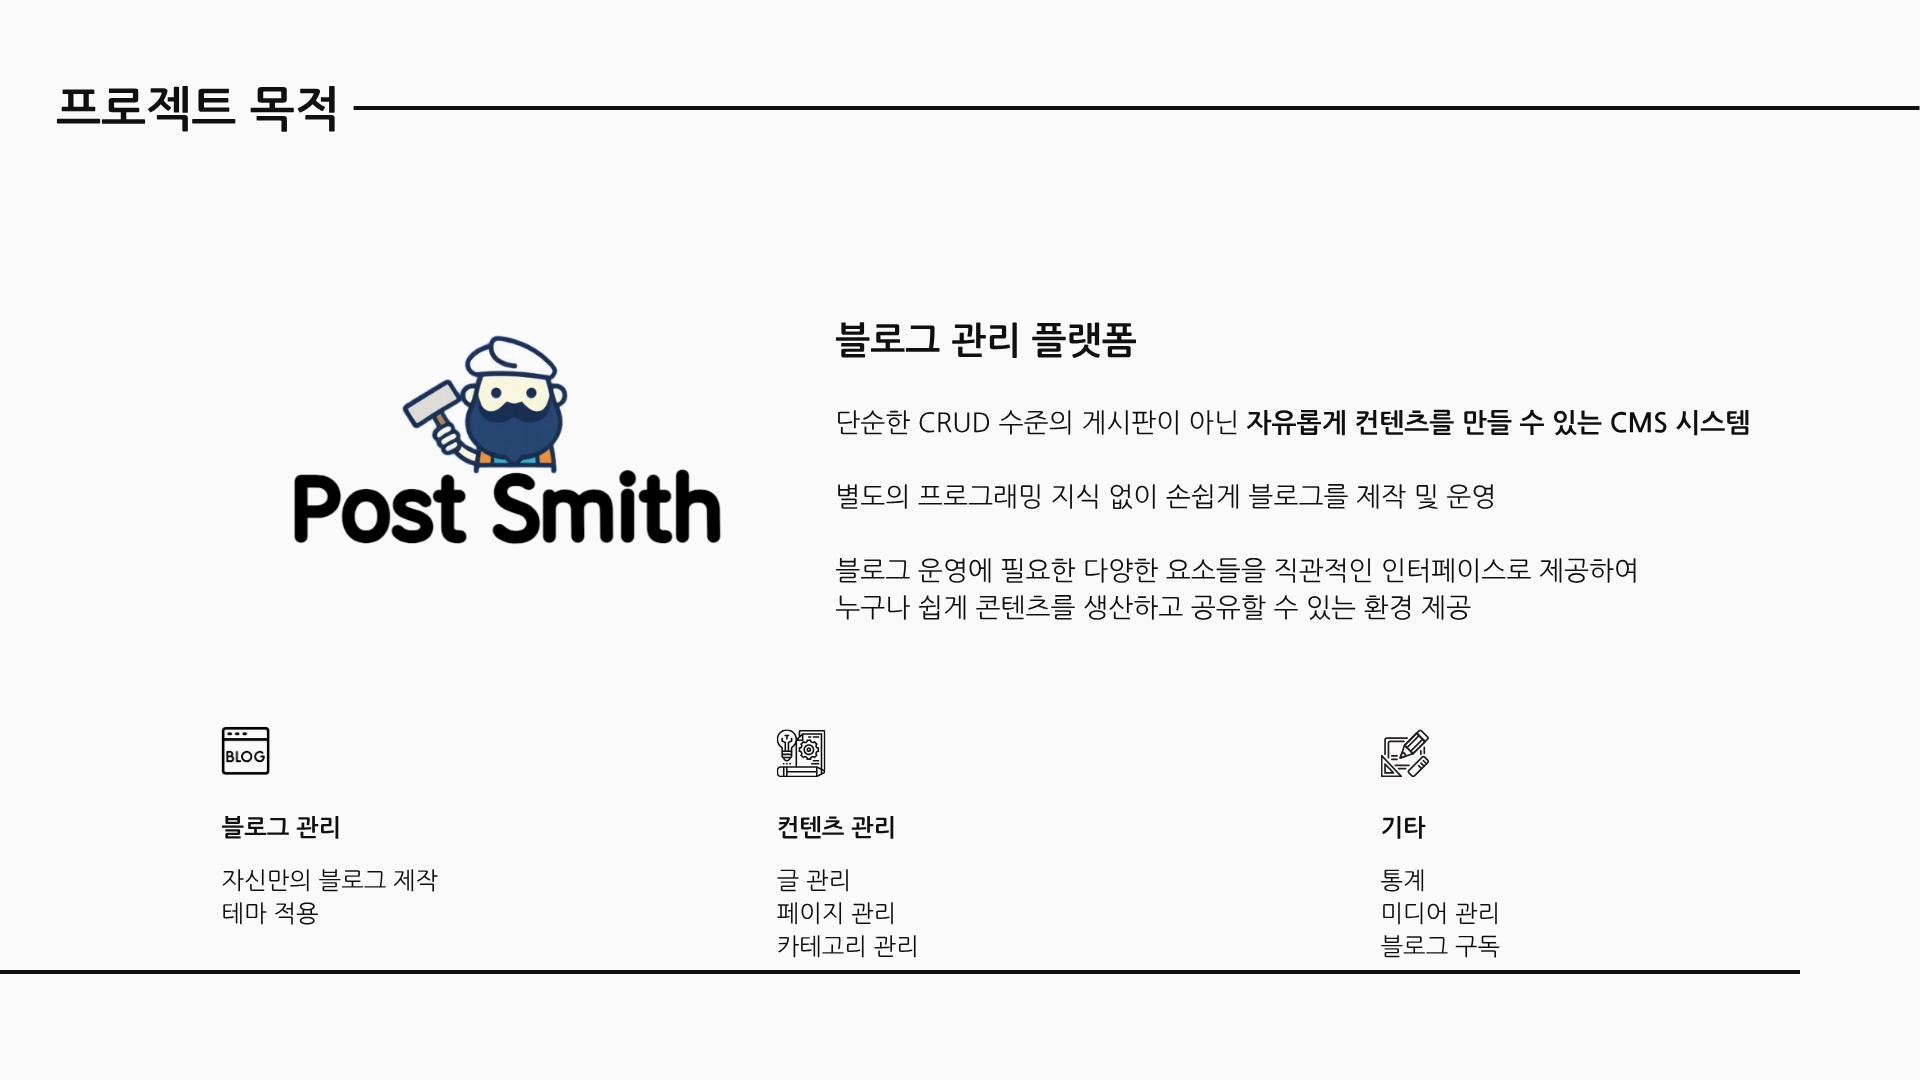 프로젝트 목적
Post Smith
블로그 관리 플랫폼
단순한 CRUD 수준의 게시판이 아닌 자유롭게 컨텐츠를 만들 수 있는 CMS 시스템
별도의 프로그래밍 지식 없이 손쉽게 블로그를 제작 및 운영
블로그 운영에 필요한 다양한 요소들을 직관적인 인터페이스로 제공하여
누구나 쉽게 콘텐츠를 생산하고 공유할 수 있는 환경 제공
BLOG
블로그 관리
자신만의 블로그 제작
테마 적용
컨텐츠 관리
글 관리
페이지 관리
카테고리 관리
기타
통계
미디어 관리
블로그 구독